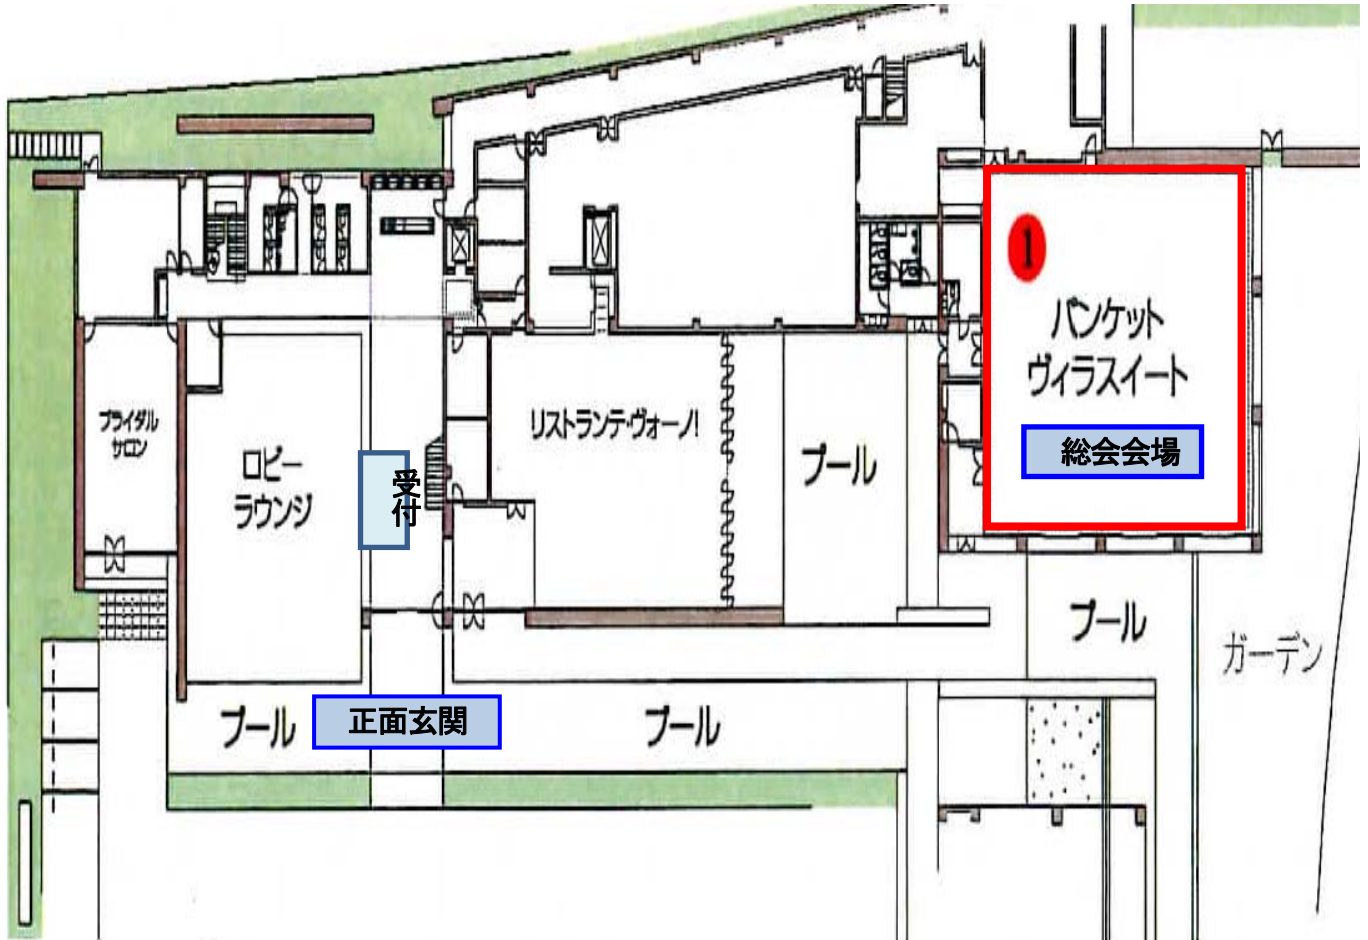 1
バンケット
ヴィラスイート
総会会場
ブライダル
サロン
ロビー
ラウンジ
受付
リストランテ・ヴォーノ!
プール
プール
ガーデン
プール
正面玄関
プール